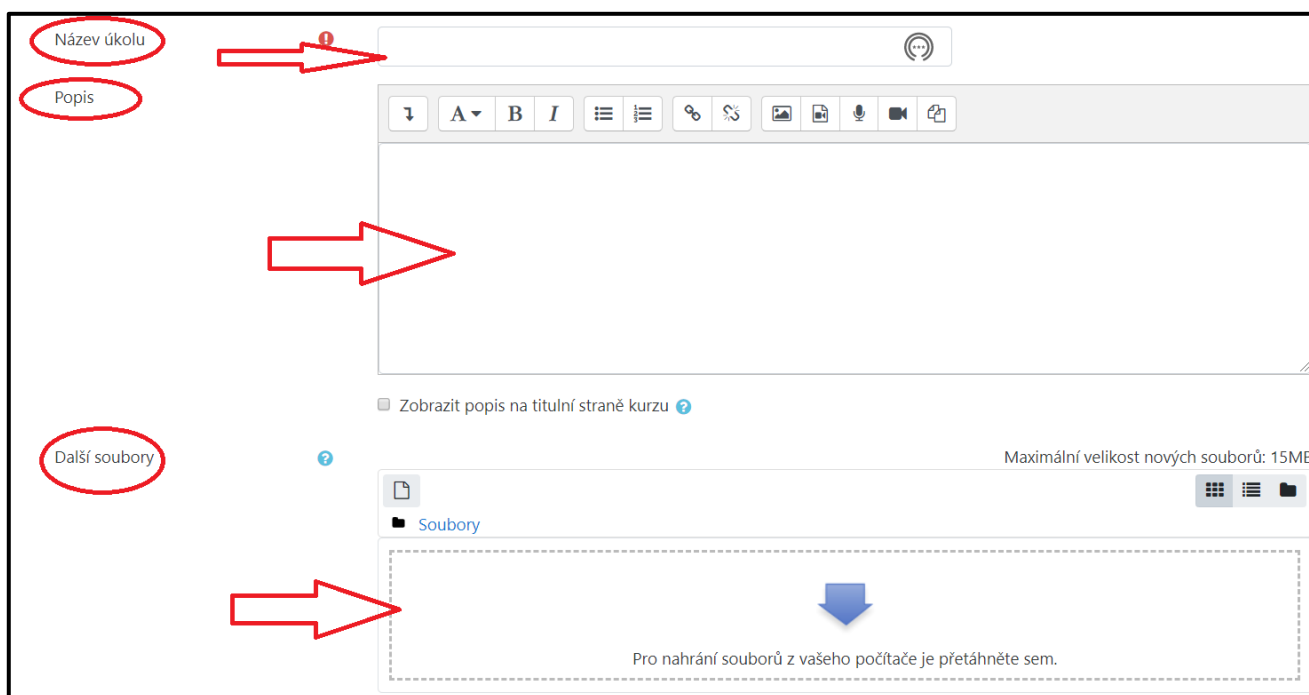 Název úkolu
Popis
A B I
Zobrazit popis na titulní straně kurzu
Další soubory
Maximální velikost nových souborů: 15MB
Soubory
Pro nahrání souborů z vašeho počítače je přetáhněte sem.